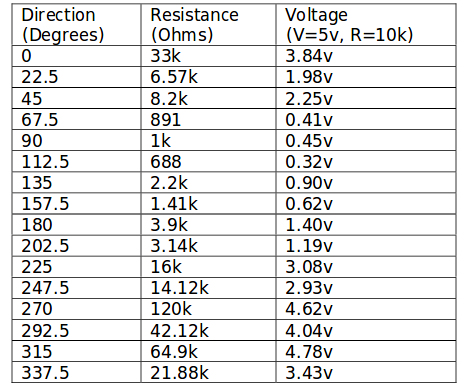 Direction (Degrees) Resistance (Ohms) Voltage (V=5v, R=10k)
0 33k 3.84v
22.5 6.57k 1.98v
45 8.2k 2.25v
67.5 891 0.41v
90 1k 0.45v
112.5 688 0.32v
135 2.2k 0.90v
157.5 1.41k 0.62v
180 3.9k 1.40v
202.5 3.14k 1.19v
225 16k 3.08v
247.5 14.12k 2.93v
270 120k 4.62v
292.5 42.12k 4.04v
315 64.9k 4.78v
337.5 21.88k 3.43v